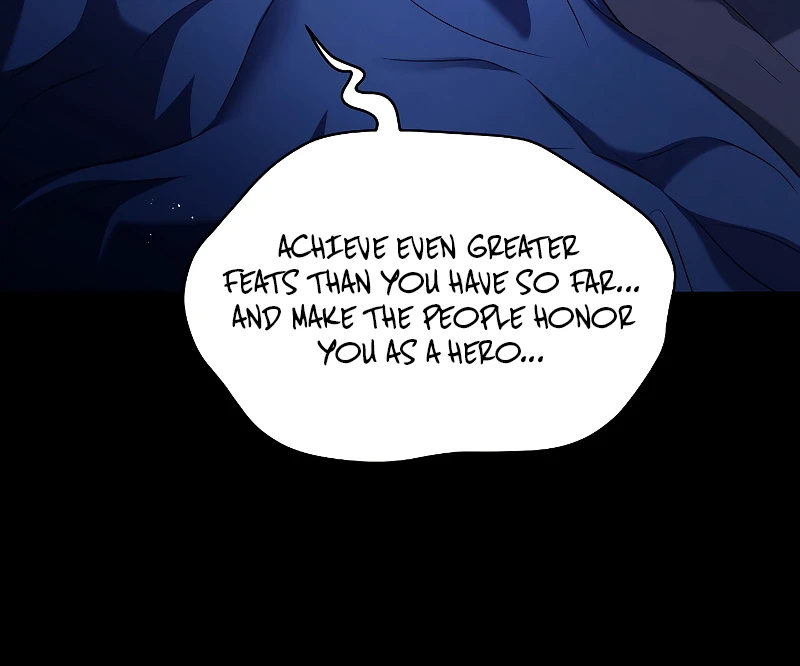 ACHIEVE EVEN GREATER
FEATS THAN YOU HAVE SO FAR...
AND MAKE THE PEOPLE HONOR
YOU AS A HERO...